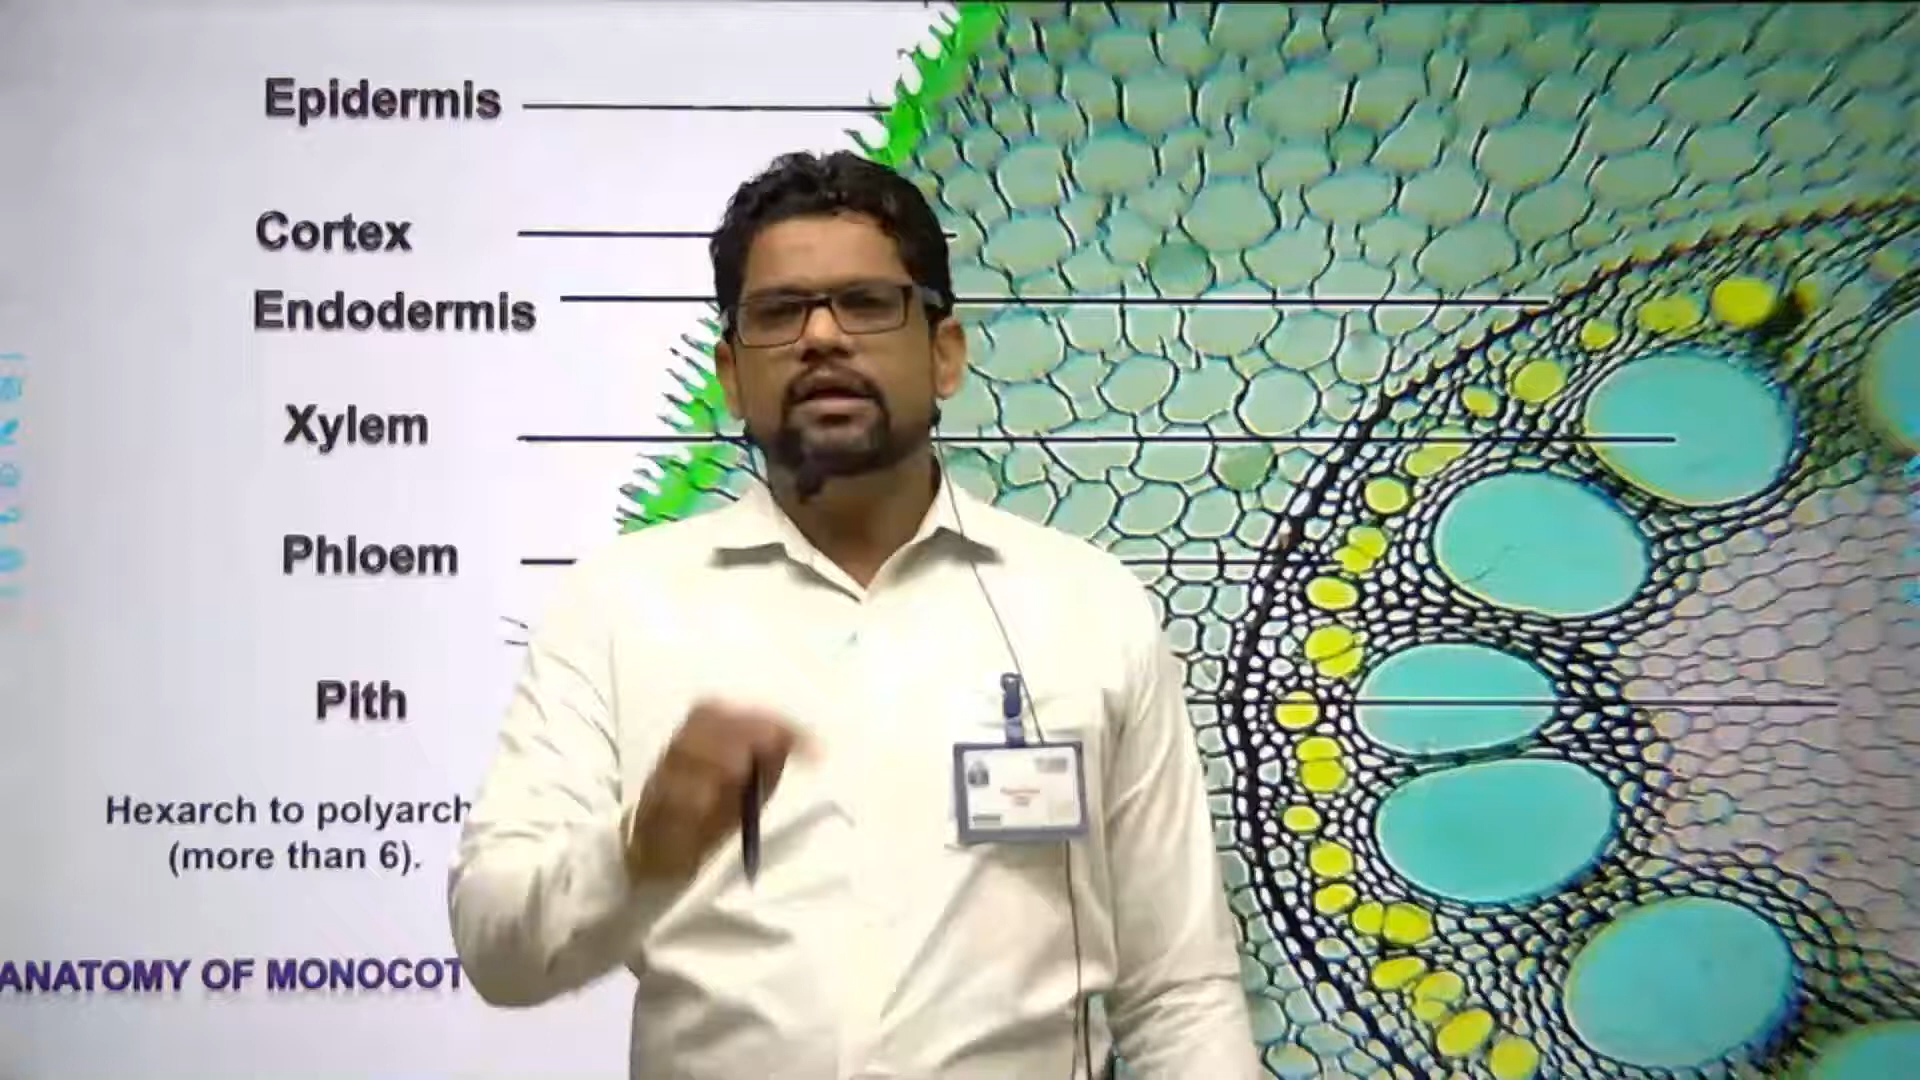 Epidermis
Cortex
Endodermis
Xylem
Phloem
Pith
Hexarch to polyarch
(more than 6).
ANATOMY OF MONOCOT